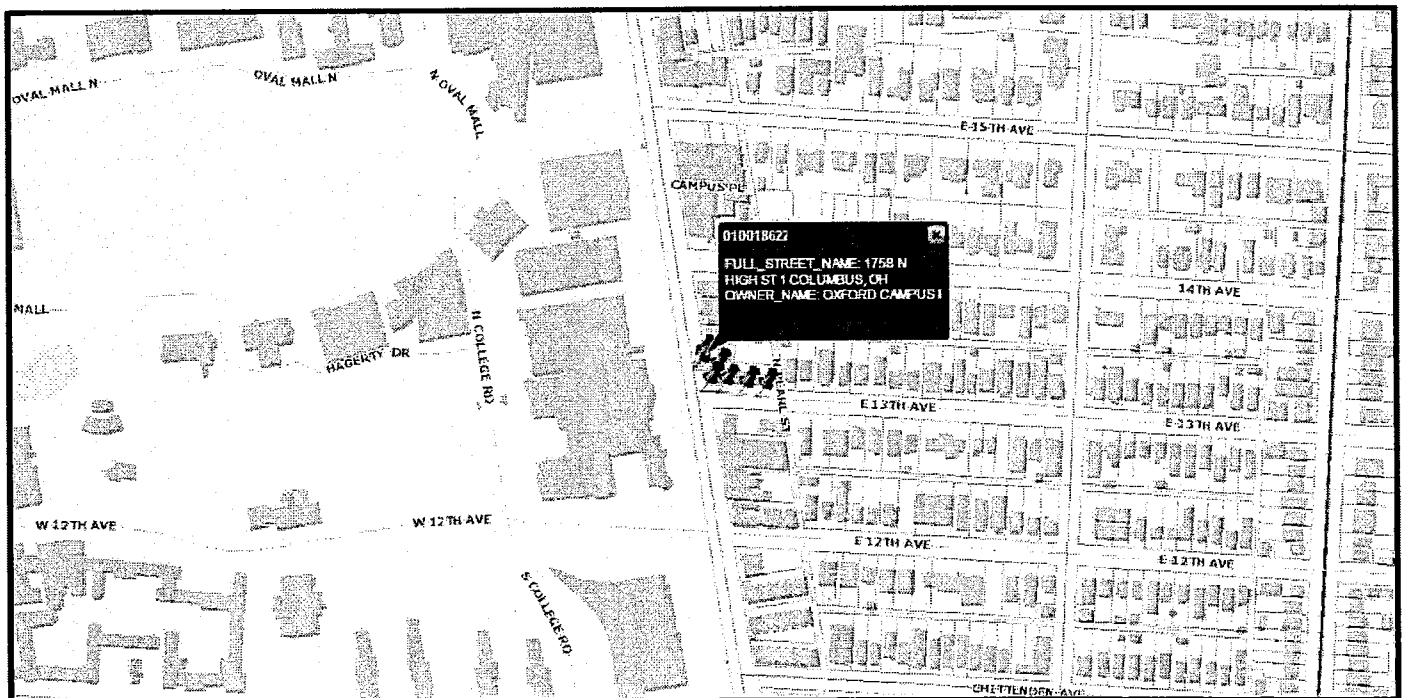 OVAL MALL N
OVAL MALL N
N OVAL MALL
E 15TH AVE
CAMPUS PL
010018622
FULL_STREET_NAME: 1758 N
HIGH ST 1 COLUMBUS, OH
OWNER_NAME: OXFORD CAMPUS I
14TH AVE
MALL
HAGERTY DR
N COLLEGE RD
N PEARL ST
E 13TH AVE
E 13TH AVE
W 12TH AVE
W 12TH AVE
E 12TH AVE
E 12TH AVE
S COLLEGE RD
CHITTENDEN AVE